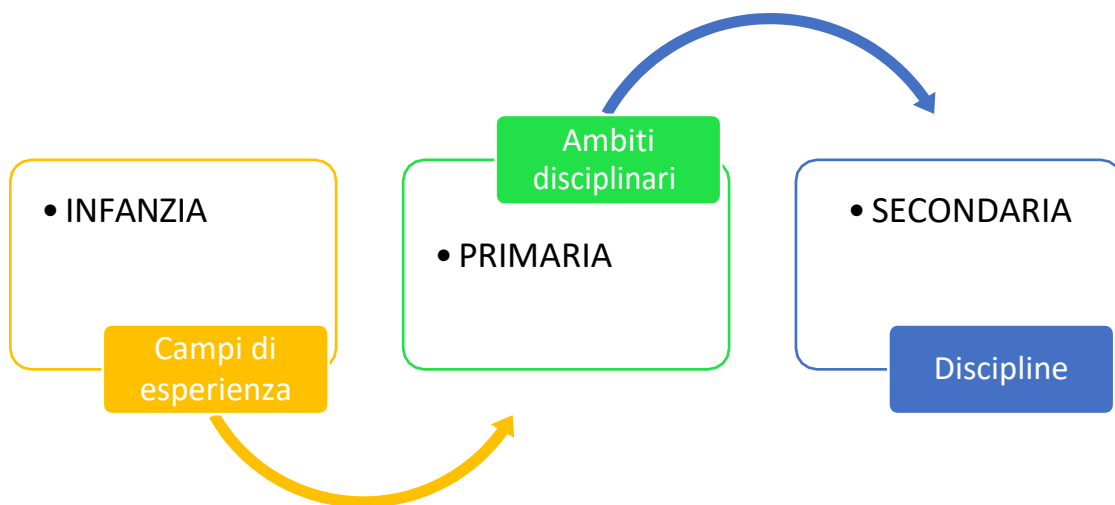 • INFANZIA
Campi di
esperienza
Ambiti
disciplinari
• PRIMARIA
• SECONDARIA
Discipline